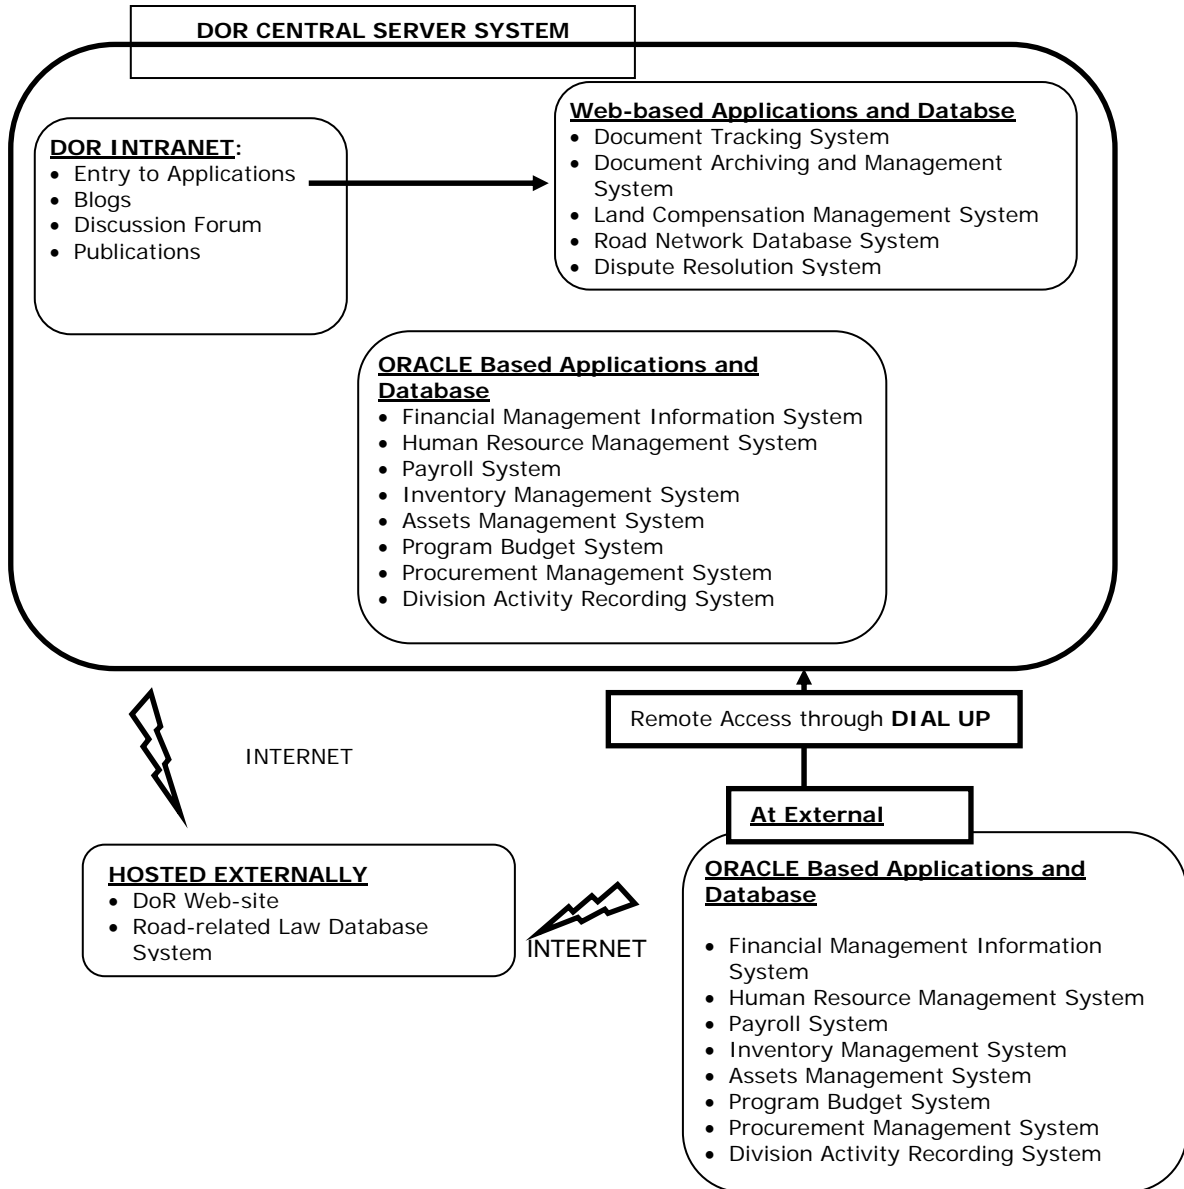 DOR CENTRAL SERVER SYSTEM
DOR INTRANET:
• Entry to Applications
• Blogs
• Discussion Forum
• Publications
Web-based Applications and Databse
• Document Tracking System
• Document Archiving and Management
System
• Land Compensation Management System
• Road Network Database System
• Dispute Resolution System
ORACLE Based Applications and
Database
• Financial Management Information System
• Human Resource Management System
• Payroll System
• Inventory Management System
• Assets Management System
• Program Budget System
• Procurement Management System
• Division Activity Recording System
Remote Access through DIAL UP
INTERNET
At External
HOSTED EXTERNALLY
• DoR Web-site
• Road-related Law Database
System
INTERNET
ORACLE Based Applications and
Database
• Financial Management Information
System
• Human Resource Management System
• Payroll System
• Inventory Management System
• Assets Management System
• Program Budget System
• Procurement Management System
• Division Activity Recording System